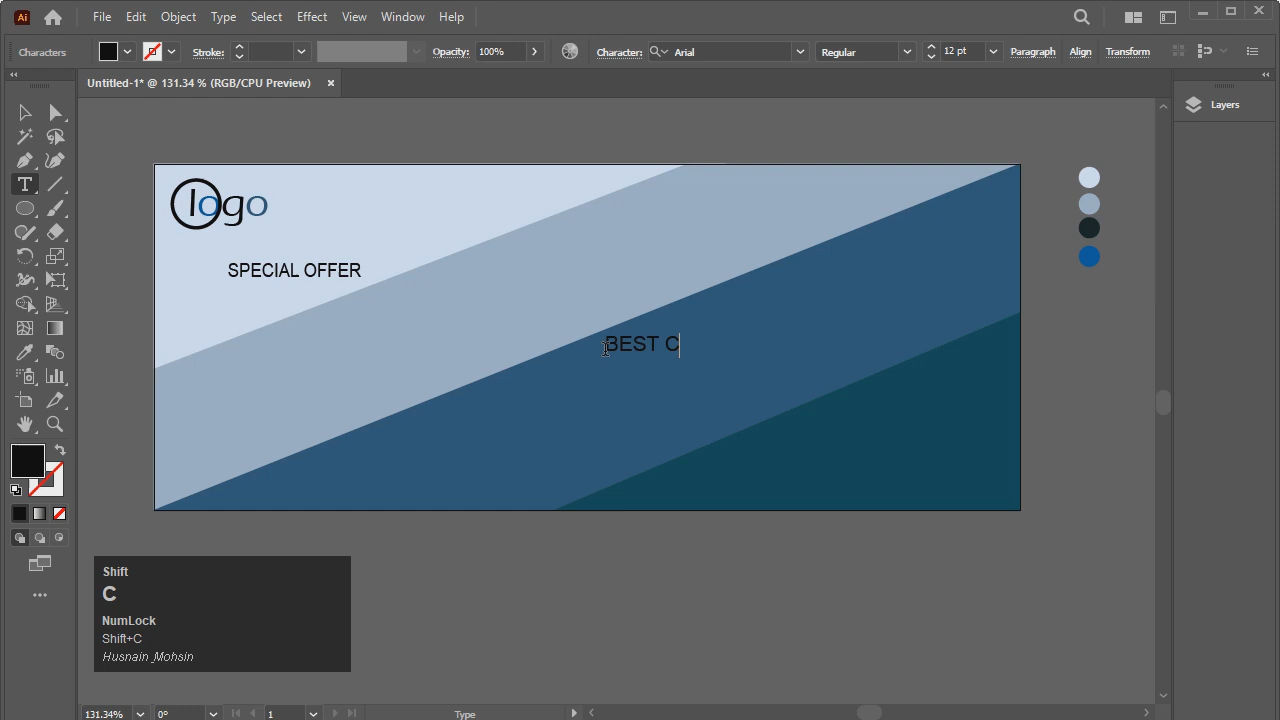 Ai File Edit Object Type Select Effect View Window Help
Characters Stroke: Opacity: 100% Character: Arial Regular 12 pt Paragraph Align Transform
Untitled-1* @ 131.34 % (RGB/CPU Preview)
Layers
logo
SPECIAL OFFER
BEST C
Shift
C
NumLock
Shift+C
Husnain Mohsin
131.34% 0° 1 Type